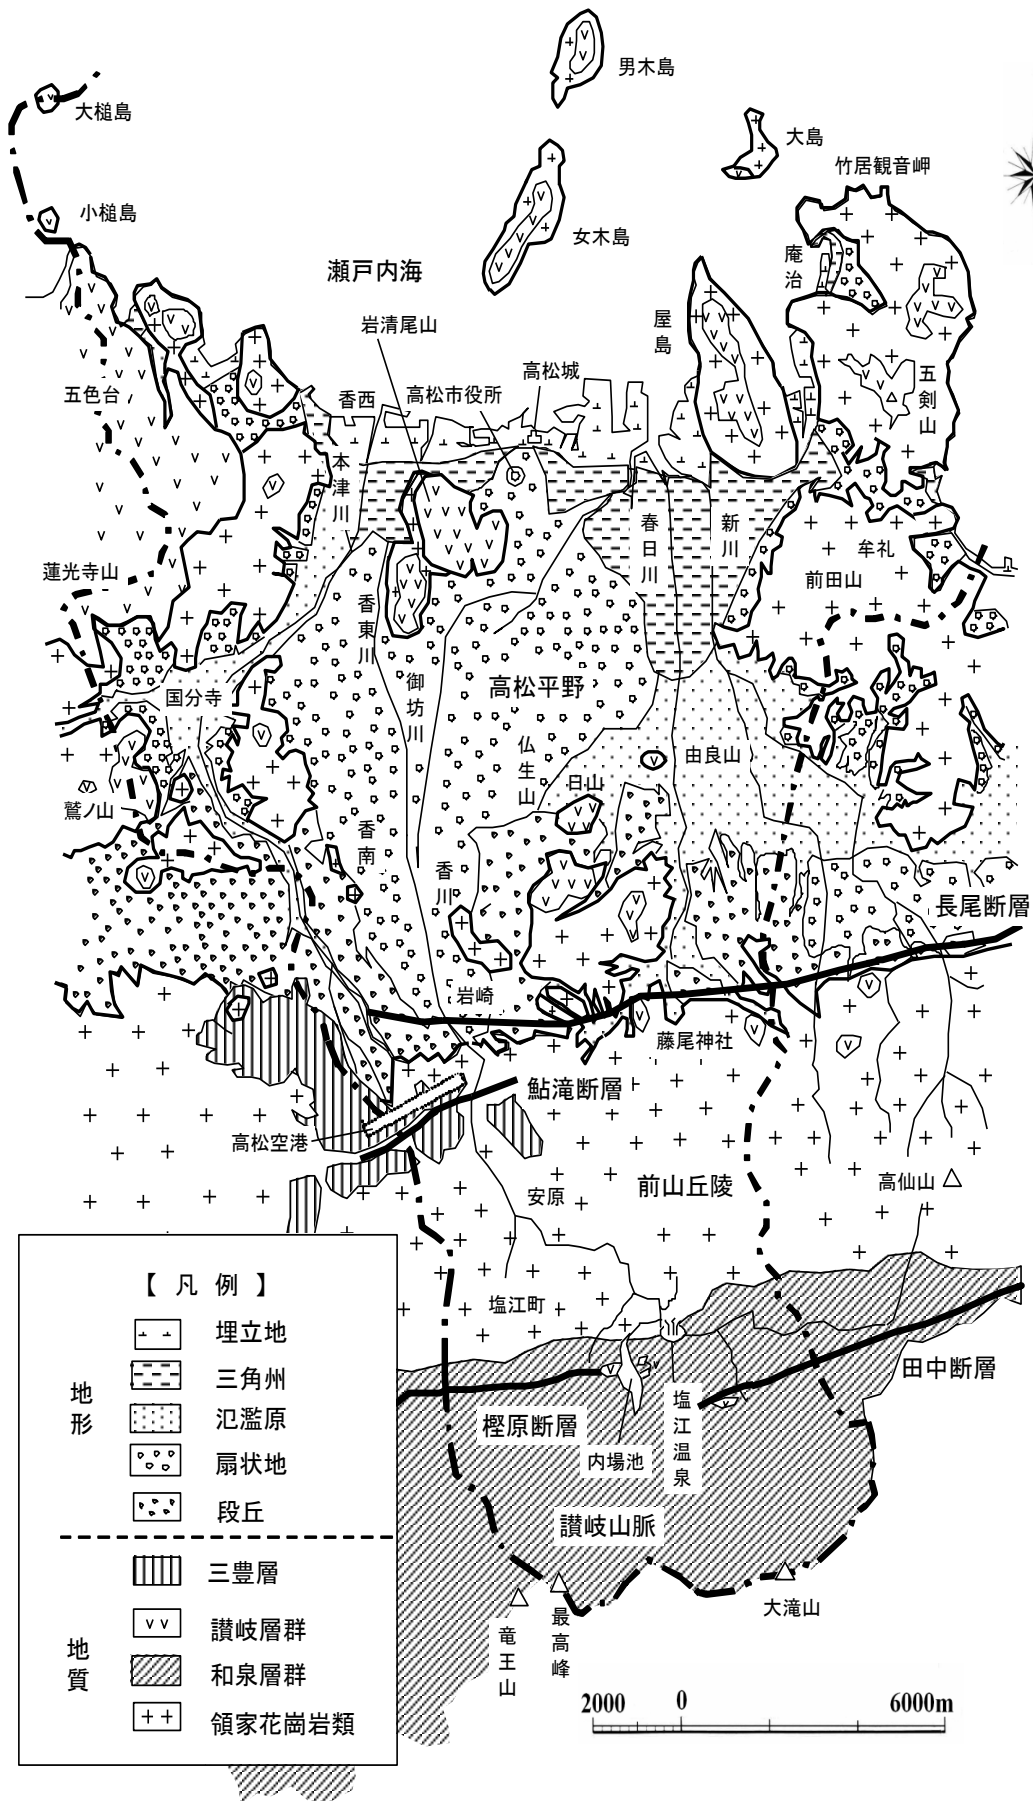 男木島
大槌島
大島
竹居観音岬
小槌島
女木島
庵治
瀬戸内海
岩清尾山
屋島
高松城
五色台
香西
高松市役所
五剣山
本津川
春日川
新川
牟礼
蓮光寺山
前田山
香東川
御坊川
高松平野
国分寺
仏生山
由良山
日山
鷲ノ山
香南
香川
長尾断層
岩崎
藤尾神社
鮎滝断層
高松空港
安原
前山丘陵
高仙山
塩江町
田中断層
樫原断層
塩江温泉
内場池
讃岐山脈
大滝山
最高峰
竜王山
【 凡 例 】
地形
埋立地
三角州
氾濫原
扇状地
段丘
地質
三豊層
讃岐層群
和泉層群
領家花崗岩類
2000 0 6000m